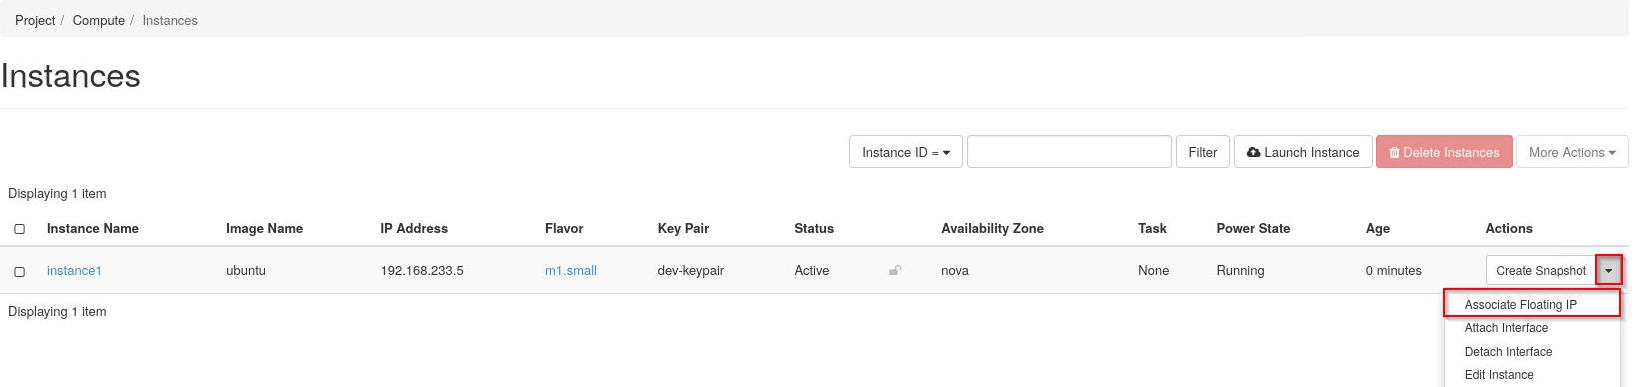 Project / Compute / Instances
Instances
Instance ID = Filter Launch Instance Delete Instances More Actions
Displaying 1 item
Instance Name Image Name IP Address Flavor Key Pair Status Availability Zone Task Power State Age Actions
instance1 ubuntu 192.168.233.5 m1.small dev-keypair Active nova None Running 0 minutes Create Snapshot
Associate Floating IP
Displaying 1 item
Attach Interface
Detach Interface
Edit Instance